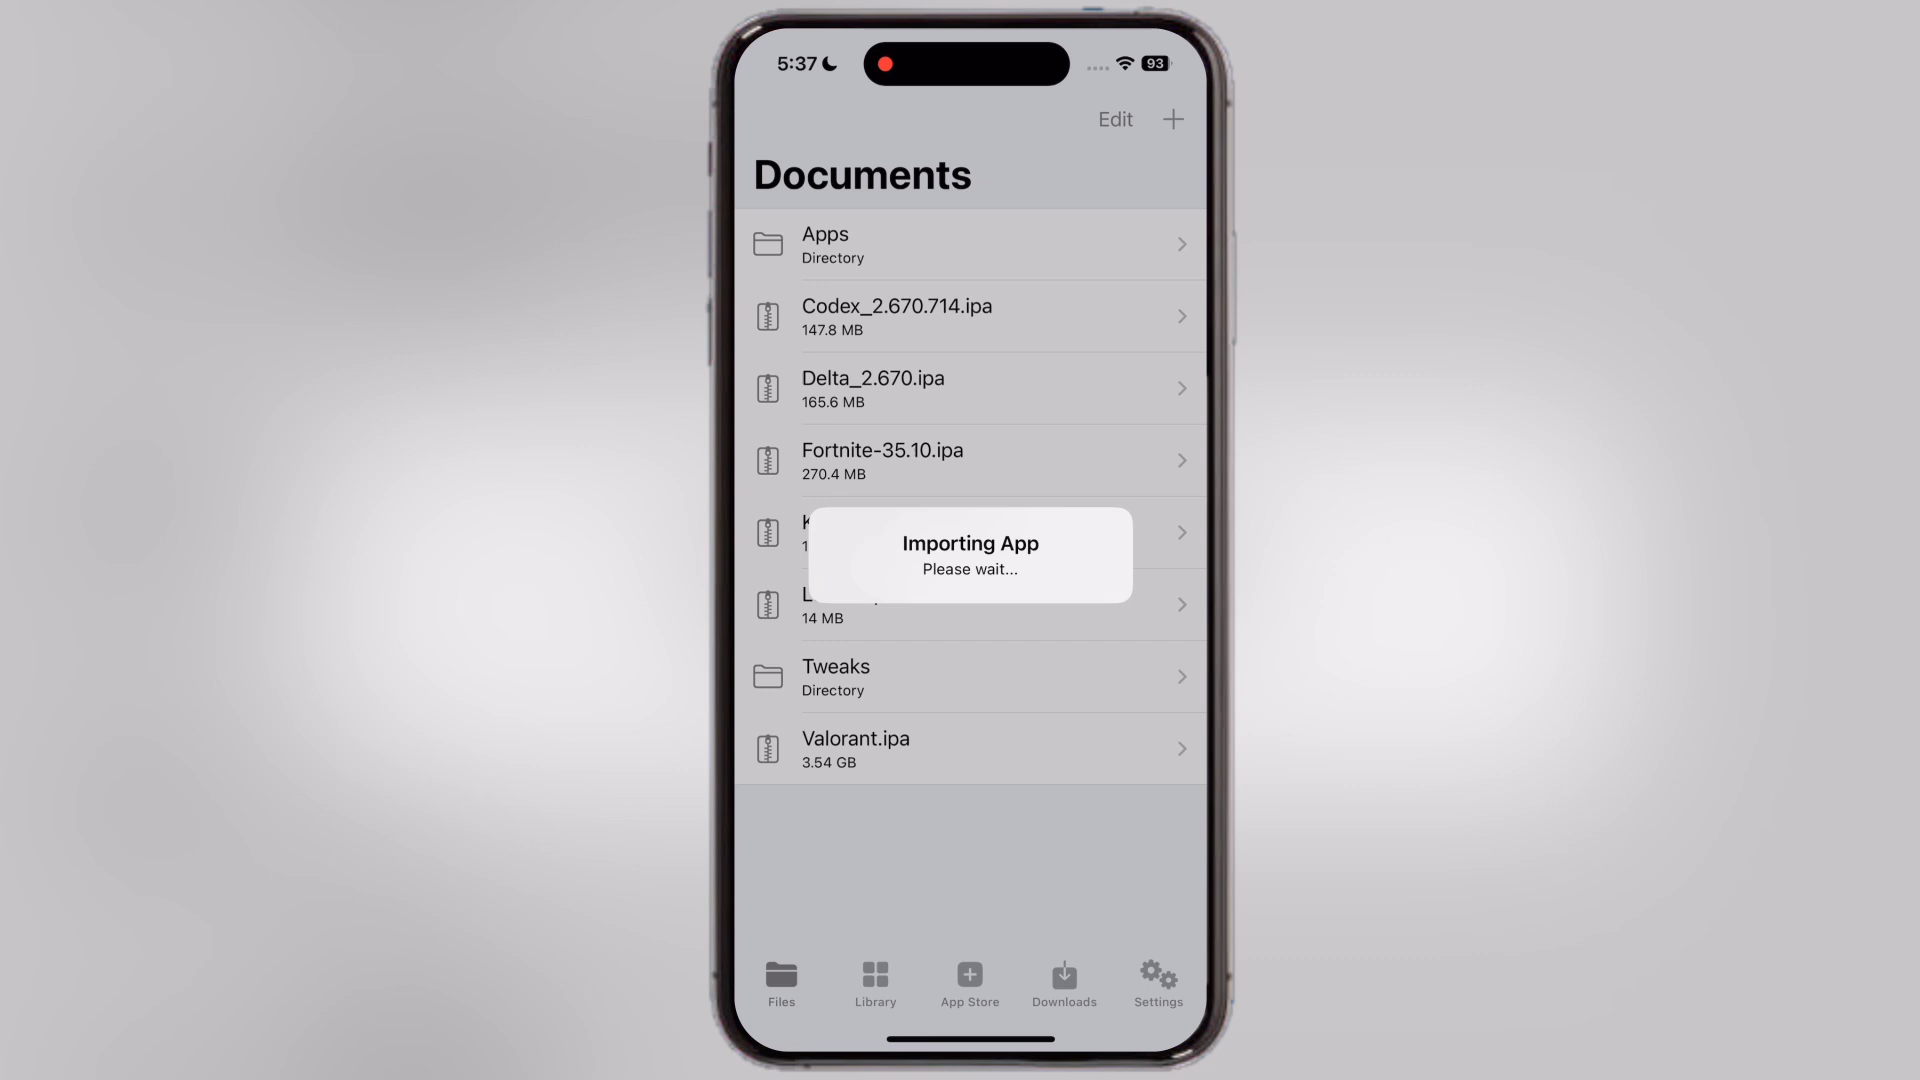 5:37
93
Edit
Documents
Apps
Directory
Codex_2.670.714.ipa
147.8 MB
Delta_2.670.ipa
165.6 MB
Fortnite-35.10.ipa
270.4 MB
Importing App
Please wait...
14 MB
Tweaks
Directory
Valorant.ipa
3.54 GB
Files
Library
App Store
Downloads
Settings